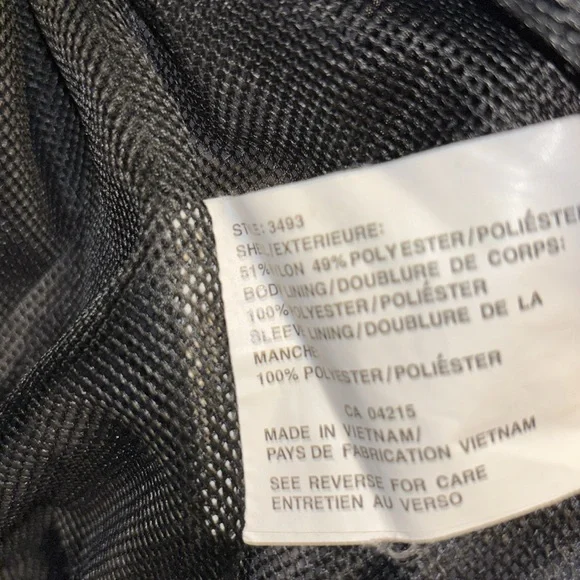 STYLE: 3493
SHELL/EXTERIEURE:
51% NYLON 49% POLYESTER/POLIÉSTER
BODY LINING/DOUBLURE DE CORPS:
100% POLYESTER/POLIÉSTER
SLEEVE LINING/DOUBLURE DE LA
MANCHE
100% POLYESTER/POLIÉSTER
CA 04215
MADE IN VIETNAM/
PAYS DE FABRICATION VIETNAM
SEE REVERSE FOR CARE
ENTRETIEN AU VERSO